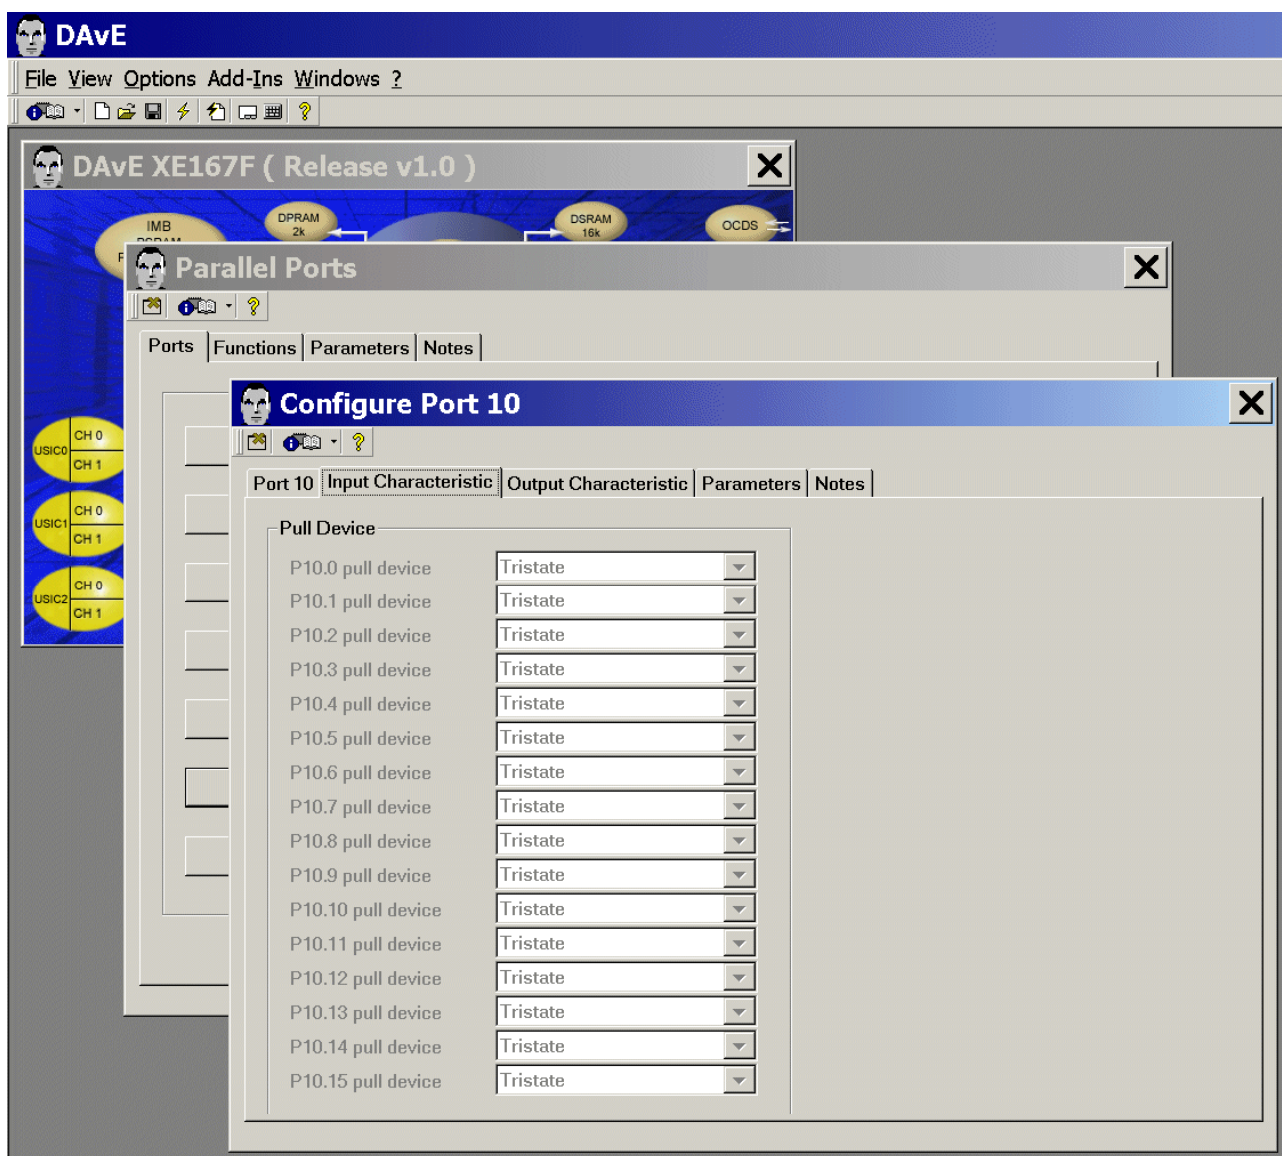 DAvE
File View Options Add-Ins Windows ?
DAvE XE167F ( Release v1.0 )
IMB
DPRAM
2k
DSRAM
16k
OCDS
Parallel Ports
Ports Functions Parameters Notes
Configure Port 10
USIC0 CH 0
CH 1
USIC1 CH 0
CH 1
USIC2 CH 0
CH 1
Port 10 Input Characteristic Output Characteristic Parameters Notes
Pull Device
P10.0 pull device Tristate
P10.1 pull device Tristate
P10.2 pull device Tristate
P10.3 pull device Tristate
P10.4 pull device Tristate
P10.5 pull device Tristate
P10.6 pull device Tristate
P10.7 pull device Tristate
P10.8 pull device Tristate
P10.9 pull device Tristate
P10.10 pull device Tristate
P10.11 pull device Tristate
P10.12 pull device Tristate
P10.13 pull device Tristate
P10.14 pull device Tristate
P10.15 pull device Tristate